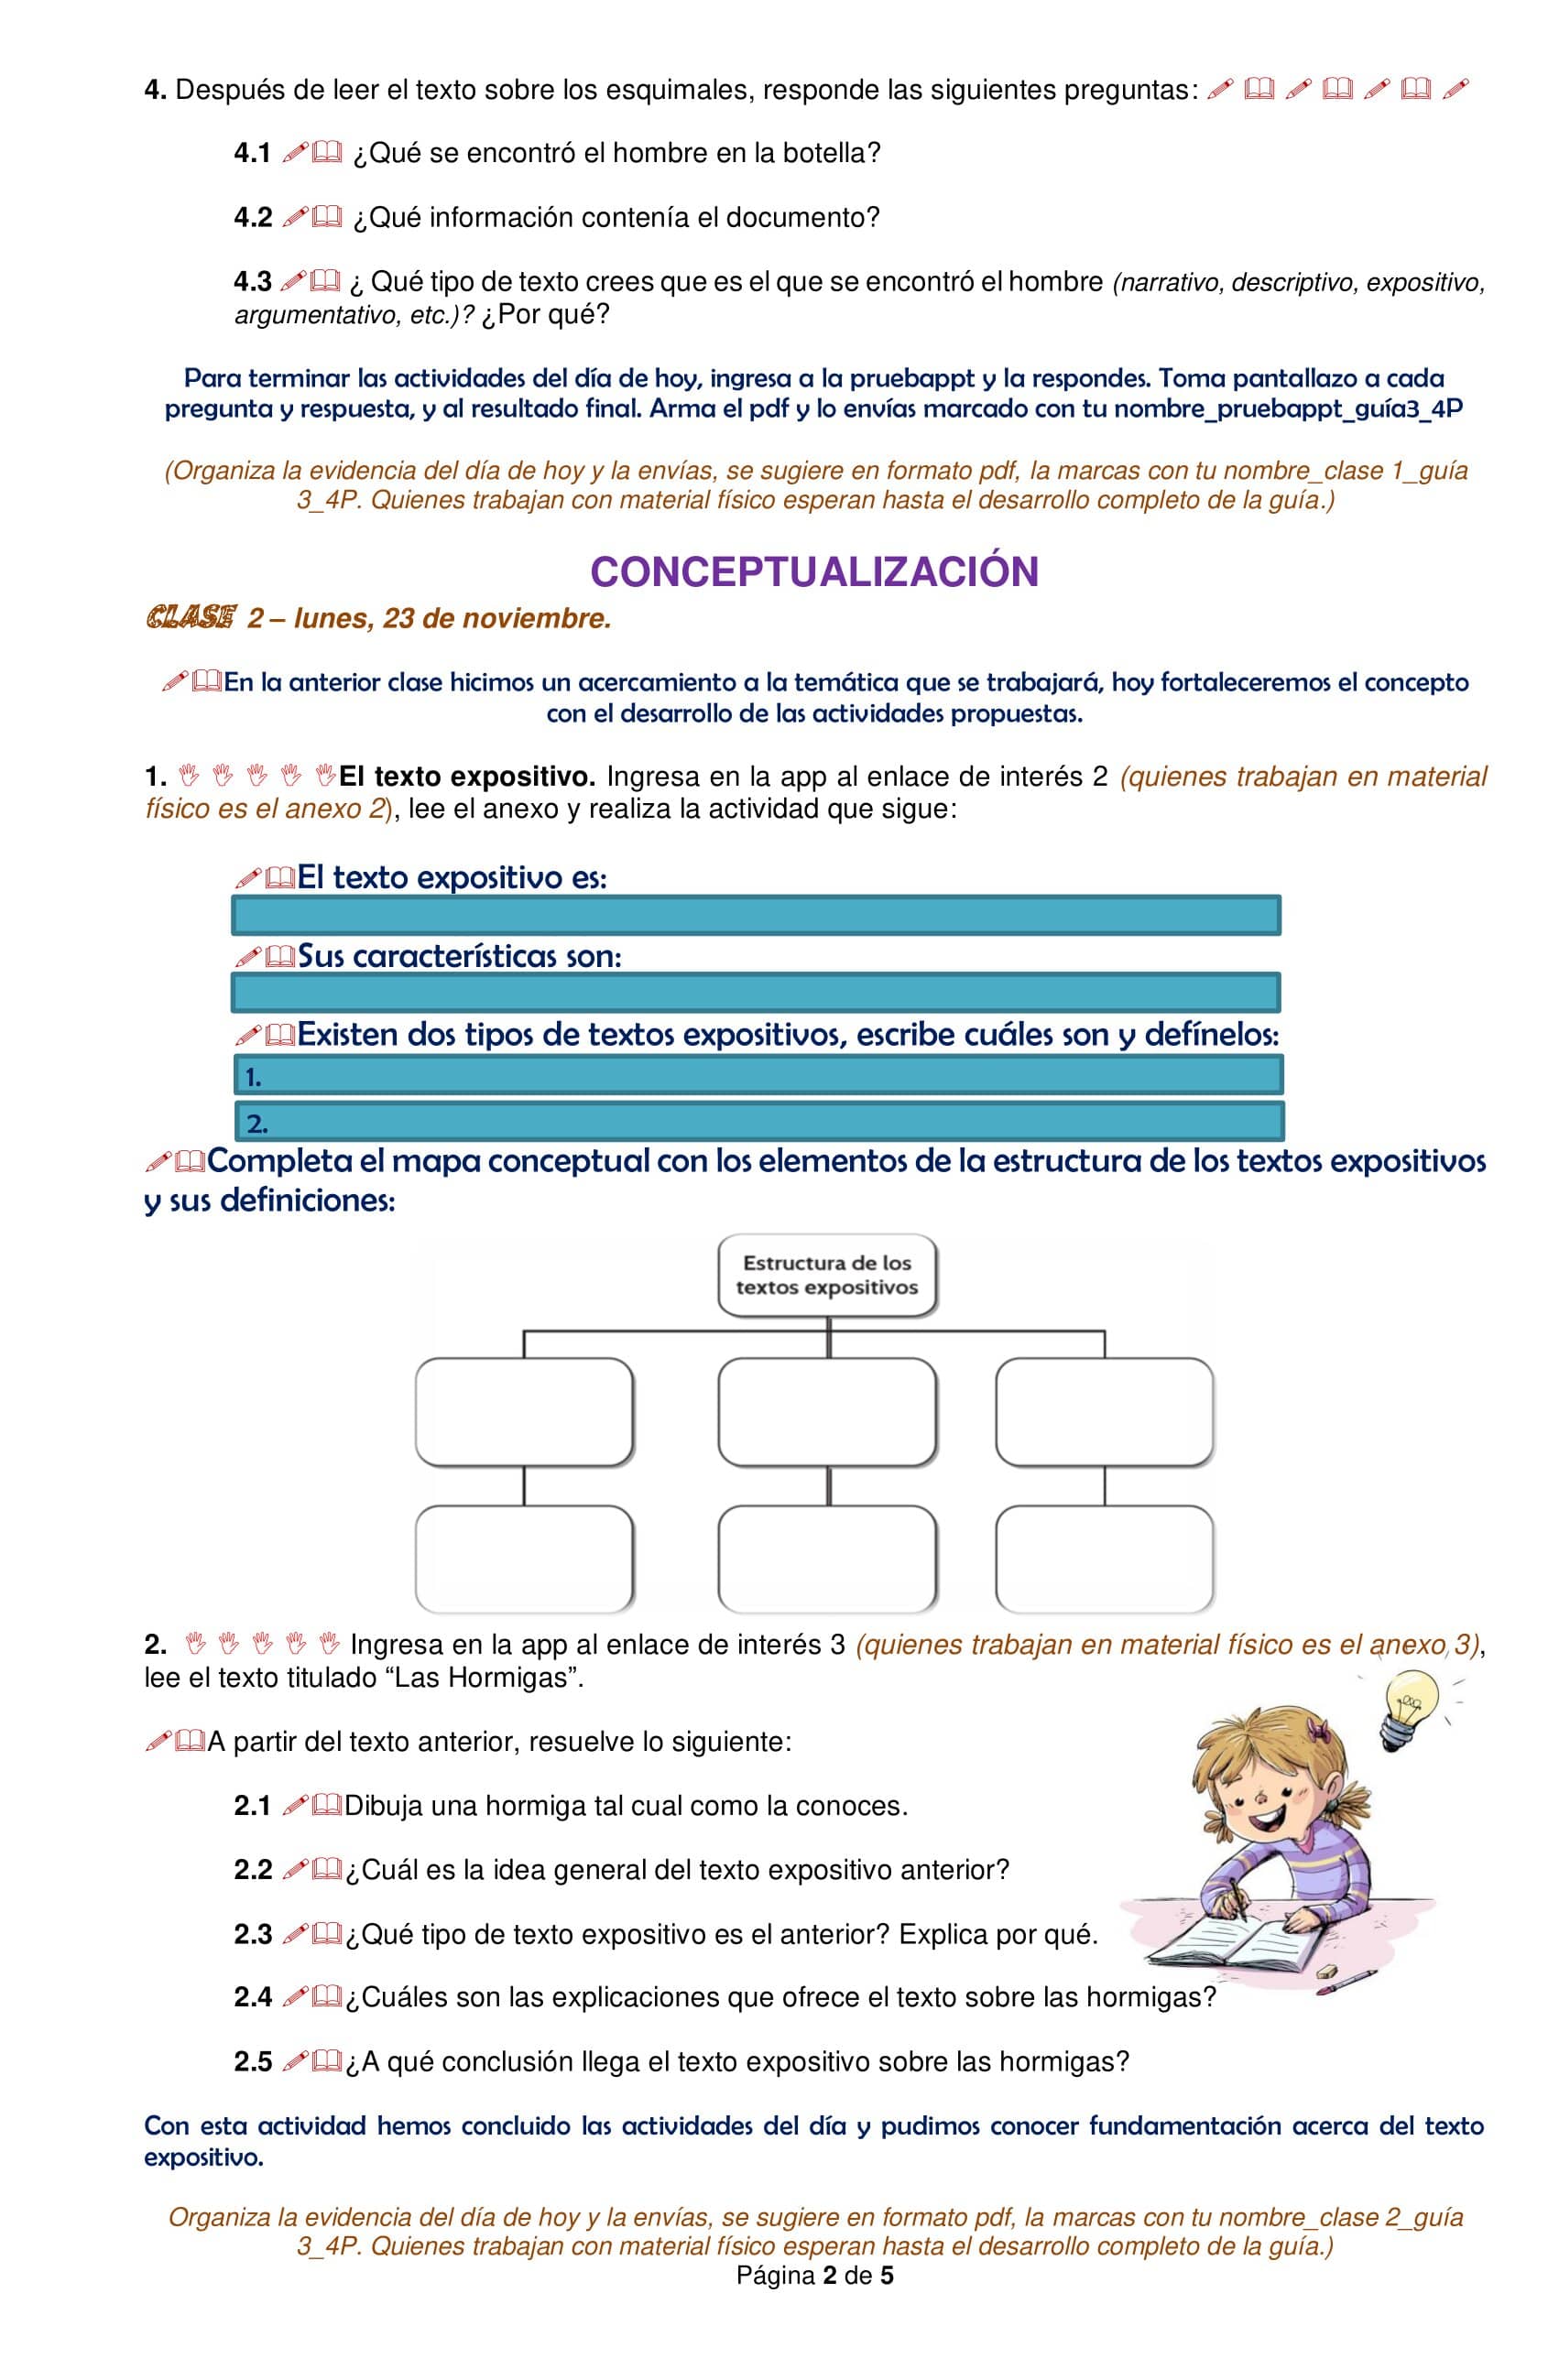 4. Después de leer el texto sobre los esquimales, responde las siguientes preguntas:
4.1 ¿Qué se encontró el hombre en la botella?
4.2 ¿Qué información contenía el documento?
4.3 ¿ Qué tipo de texto crees que es el que se encontró el hombre (narrativo, descriptivo, expositivo,
argumentativo, etc.)? ¿Por qué?
Para terminar las actividades del día de hoy, ingresa a la pruebappt y la respondes. Toma pantallazo a cada
pregunta y respuesta, y al resultado final. Arma el pdf y lo envías marcado con tu nombre_pruebappt_guía3_4P
(Organiza la evidencia del día de hoy y la envías, se sugiere en formato pdf, la marcas con tu nombre_clase 1_guía
3_4P. Quienes trabajan con material físico esperan hasta el desarrollo completo de la guía.)
CONCEPTUALIZACIÓN
CLASE 2 – lunes, 23 de noviembre.
En la anterior clase hicimos un acercamiento a la temática que se trabajará, hoy fortaleceremos el concepto
con el desarrollo de las actividades propuestas.
1. El texto expositivo. Ingresa en la app al enlace de interés 2 (quienes trabajan en material
físico es el anexo 2), lee el anexo y realiza la actividad que sigue:
El texto expositivo es:
Sus características son:
Existen dos tipos de textos expositivos, escribe cuáles son y defínelos:
1.
2.
Completa el mapa conceptual con los elementos de la estructura de los textos expositivos
y sus definiciones:
Estructura de los
textos expositivos
2. Ingresa en la app al enlace de interés 3 (quienes trabajan en material físico es el anexo 3),
lee el texto titulado “Las Hormigas”.
A partir del texto anterior, resuelve lo siguiente:
2.1 Dibuja una hormiga tal cual como la conoces.
2.2 ¿Cuál es la idea general del texto expositivo anterior?
2.3 ¿Qué tipo de texto expositivo es el anterior? Explica por qué.
2.4 ¿Cuáles son las explicaciones que ofrece el texto sobre las hormigas?
2.5 ¿A qué conclusión llega el texto expositivo sobre las hormigas?
Con esta actividad hemos concluido las actividades del día y pudimos conocer fundamentación acerca del texto
expositivo.
Organiza la evidencia del día de hoy y la envías, se sugiere en formato pdf, la marcas con tu nombre_clase 2_guía
3_4P. Quienes trabajan con material físico esperan hasta el desarrollo completo de la guía.)
Página 2 de 5